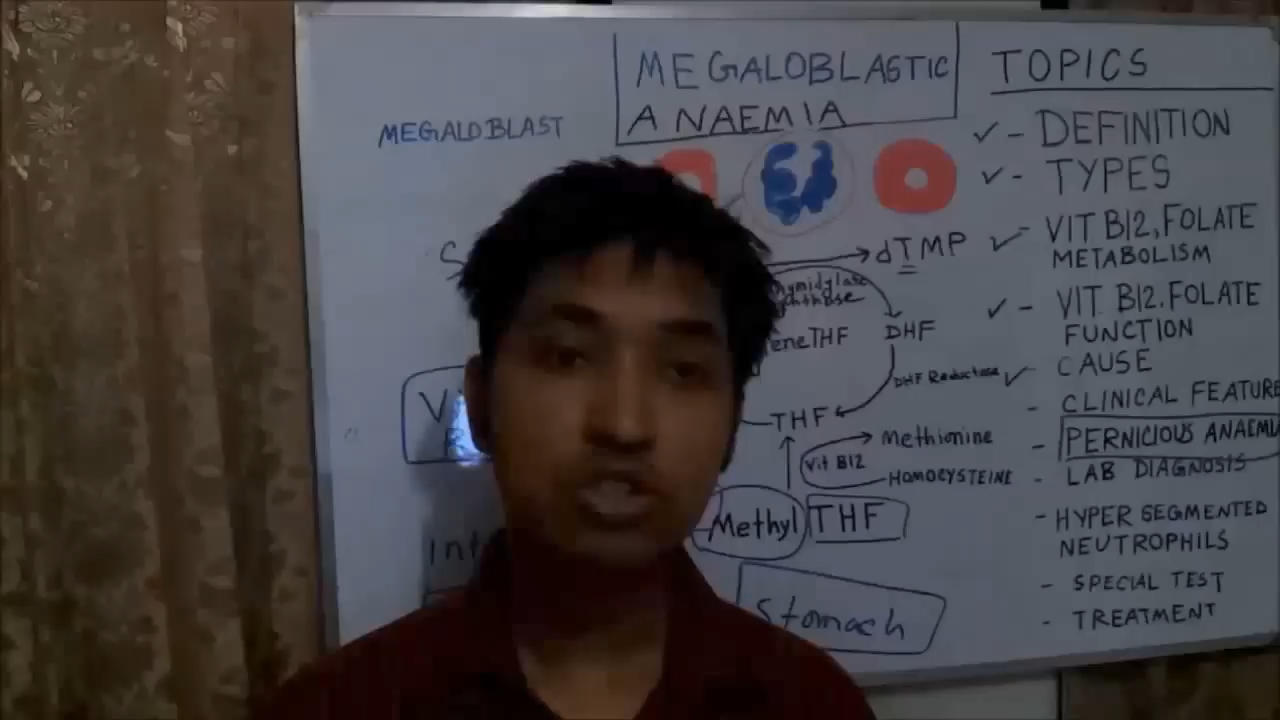 MEGALOBLASTIC
ANAEMIA
MEGALOBLAST
dTMP
THF
DHF
DHF Reductase
THF
Methionine
Vit B12
HOMOCYSTEINE
Methyl THF
Stomach
TOPICS
✓ - DEFINITION
✓ - TYPES
✓ - VIT B12, FOLATE
METABOLISM
✓ - VIT B12. FOLATE
FUNCTION
✓ CAUSE
- CLINICAL FEATURE
- PERNICIOUS
- LAB DIAGNOSIS
- HYPER SEGMENTED
NEUTROPHILS
- SPECIAL TEST
- TREATMENT